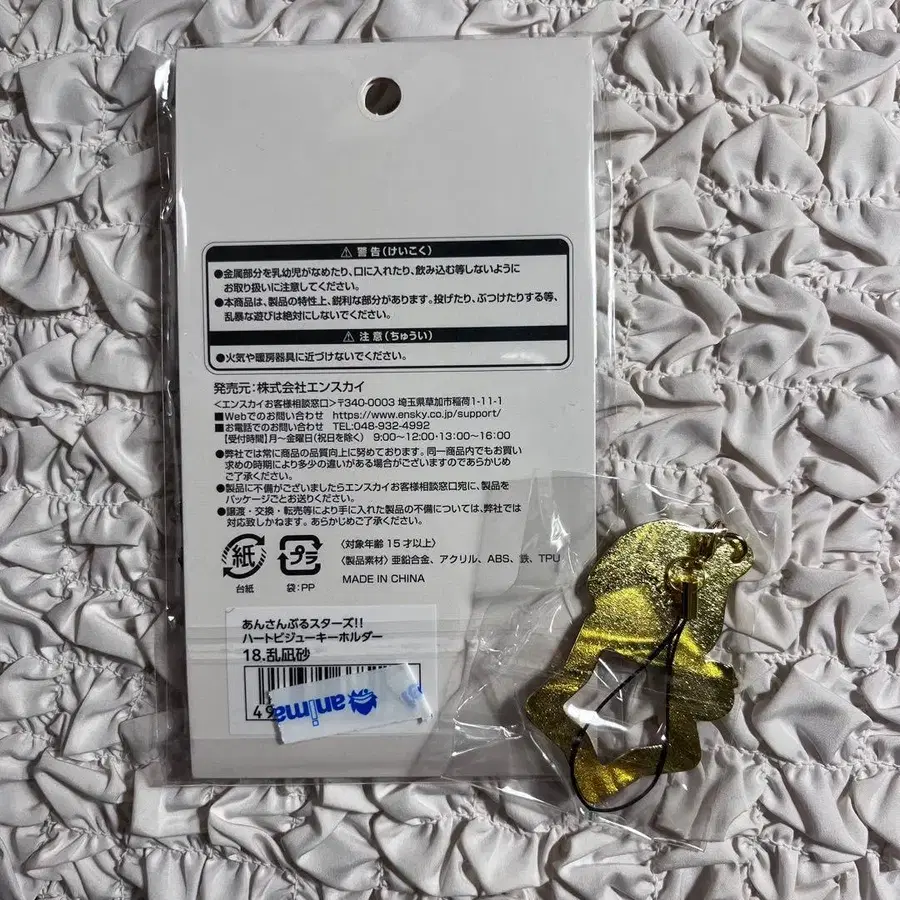 ⚠ 警告(けいこく)
●金属部分を乳幼児がなめたり、口に入れたり、飲み込む等しないように
お取り扱いに注意してください。
●本商品は、製品の特性上、鋭利な部分があります。投げたり、ぶつけたりする等、
乱暴な遊びは絶対にしないでください。
⚠ 注意(ちゅうい)
●火気や暖房器具に近づけないでください。
発売元:株式会社エンスカイ
<エンスカイお客様相談窓口>〒340-0003 埼玉県草加市稲荷1-11-1
■Webでのお問い合わせ https://www.ensky.co.jp/support/
■お電話でのお問い合わせ TEL:048-932-4992
【受付時間】月~金曜日(祝日を除く) 9:00~12:00・13:00~16:00
●弊社では常に商品の品質向上に努めております。同一商品内でもお買い
求めの時期により多少の違いがある場合がございますのであらかじめ
ご了承ください。
●製品に不備がございましたらエンスカイお客様相談窓口宛に、製品を
パッケージごとお送りください。
●譲渡・交換・転売等により手に入れた製品の不備については、弊社では
対応致しかねます。あらかじめご了承ください。
紙
台紙
プラ
袋:PP
〈対象年齢 15才以上〉
〈製品素材〉亜鉛合金、アクリル、ABS、鉄、TPU
MADE IN CHINA
あんさんぶるスターズ!!
ハートビジューキーホルダー
18.乱凪砂
49
anima